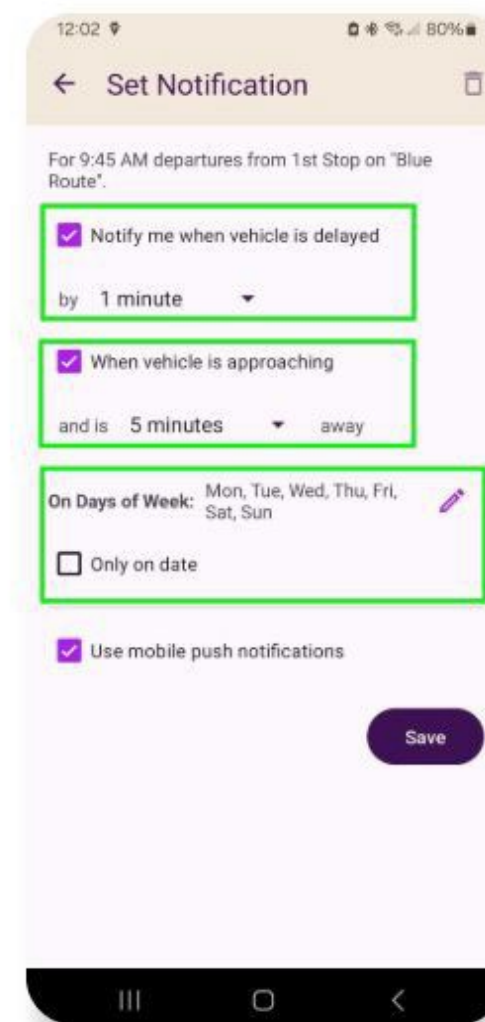 12:02 80%
Set Notification
For 9:45 AM departures from 1st Stop on "Blue
Route".
Notify me when vehicle is delayed
by 1 minute
When vehicle is approaching
and is 5 minutes away
On Days of Week: Mon, Tue, Wed, Thu, Fri,
Sat, Sun
Only on date
Use mobile push notifications
Save